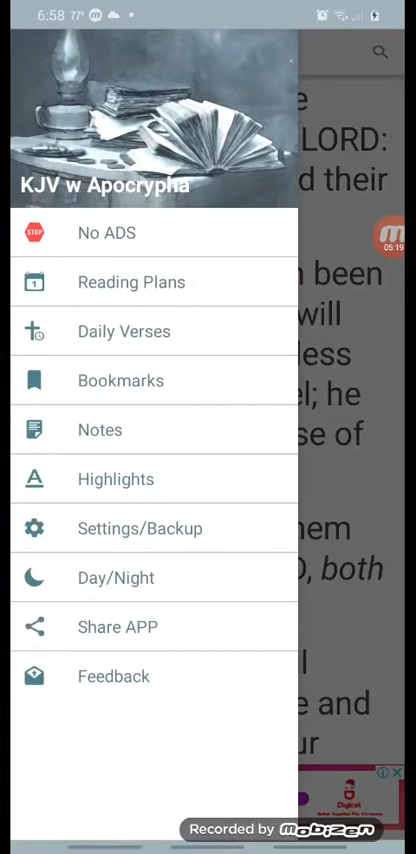 6:58 77°
KJV w Apocrypha
e
LORD:
d their
05:19
STOP
No ADS
1
Reading Plans
n been
will
Daily Verses
less
Bookmarks
el; he
Notes
se of
Highlights
Settings/Backup
hem
Day/Night
O, both
Share APP
l
Feedback
e and
ur
Digicel
Recorded by mobizen